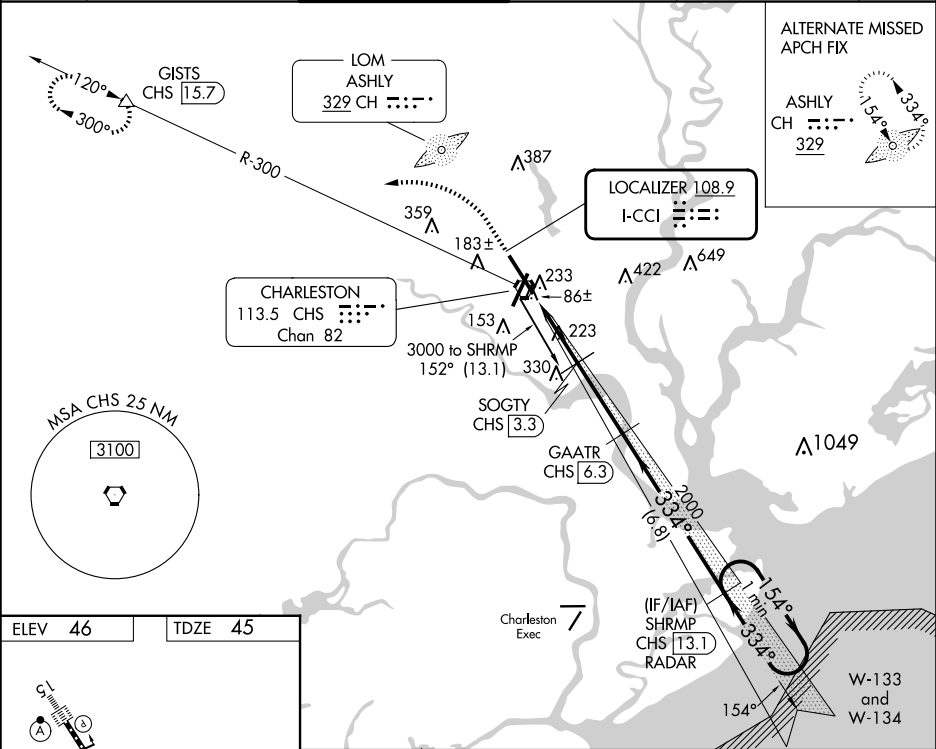 ALTERNATE MISSED
APCH FIX
ASHLY
CH
329
154°
334°
120°
300°
GISTS
CHS 15.7
R-300
LOM
ASHLY
329 CH
387
LOCALIZER 108.9
I-CCI
359
183±
233
422
649
86±
CHARLESTON
113.5 CHS
Chan 82
153
223
3000 to SHRMP
152° (13.1)
330
SOGTY
CHS 3.3
MSA CHS 25 NM
3100
GAATR
CHS 6.3
1049
2000
334°
(6.8)
154°
1 min
334°
(IF/IAF)
SHRMP
CHS 13.1
RADAR
Charleston
Exec
154°
W-133
and
W-134
ELEV 46
TDZE 45
15
A
P